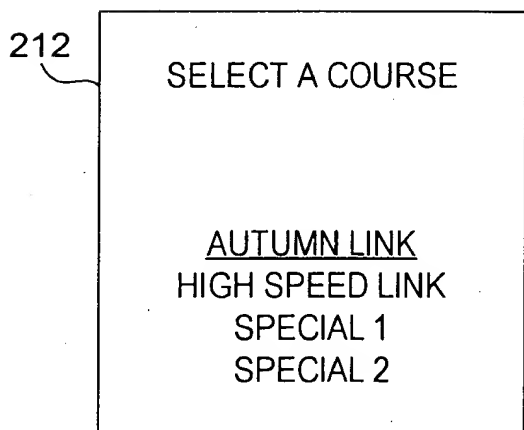 212
SELECT A COURSE
AUTUMN LINK
HIGH SPEED LINK
SPECIAL 1
SPECIAL 2